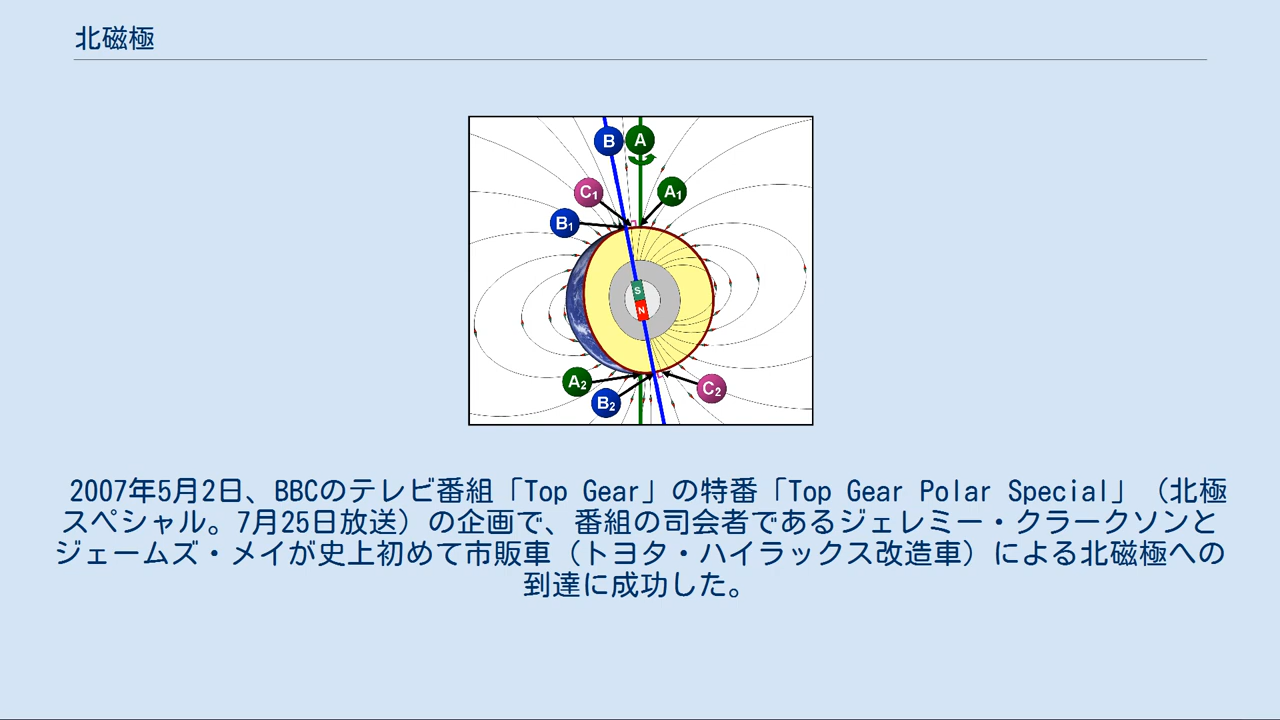 北磁極
B A
C1 A1
B1
S
N
A2 C2
B2
2007年5月2日、BBCのテレビ番組「Top Gear」の特番「Top Gear Polar Special」（北極
スペシャル。7月25日放送）の企画で、番組の司会者であるジェレミー・クラークソンと
ジェームズ・メイが史上初めて市販車（トヨタ・ハイラックス改造車）による北磁極への
到達に成功した。